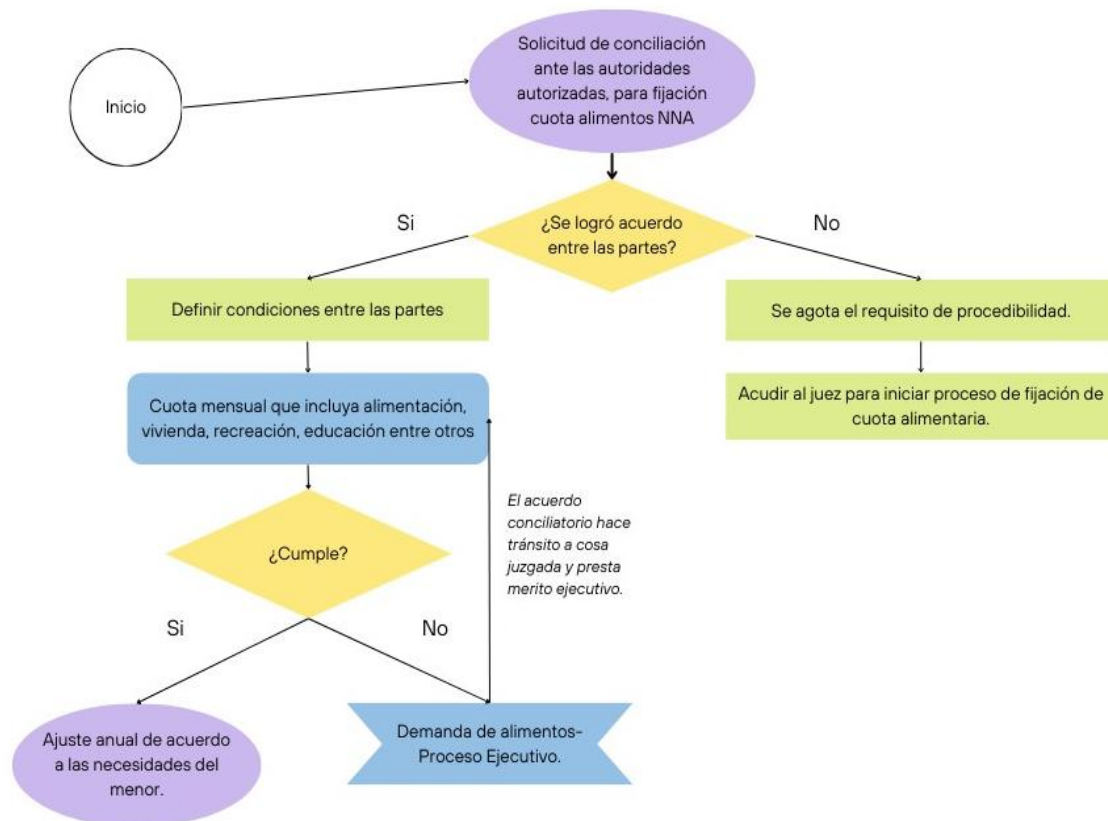 Solicitud de conciliación
ante las autoridades
autorizadas, para fijación
cuota alimentos NNA
Inicio
¿Se logró acuerdo
entre las partes?
Si
No
Definir condiciones entre las partes
Se agota el requisito de procedibilidad.
Cuota mensual que incluya alimentación,
vivienda, recreación, educación entre otros
Acudir al juez para iniciar proceso de fijación de
cuota alimentaria.
El acuerdo
conciliatorio hace
tránsito a cosa
juzgada y presta
merito ejecutivo.
¿Cumple?
Si
No
Ajuste anual de acuerdo
a las necesidades del
menor.
Demanda de alimentos-
Proceso Ejecutivo.